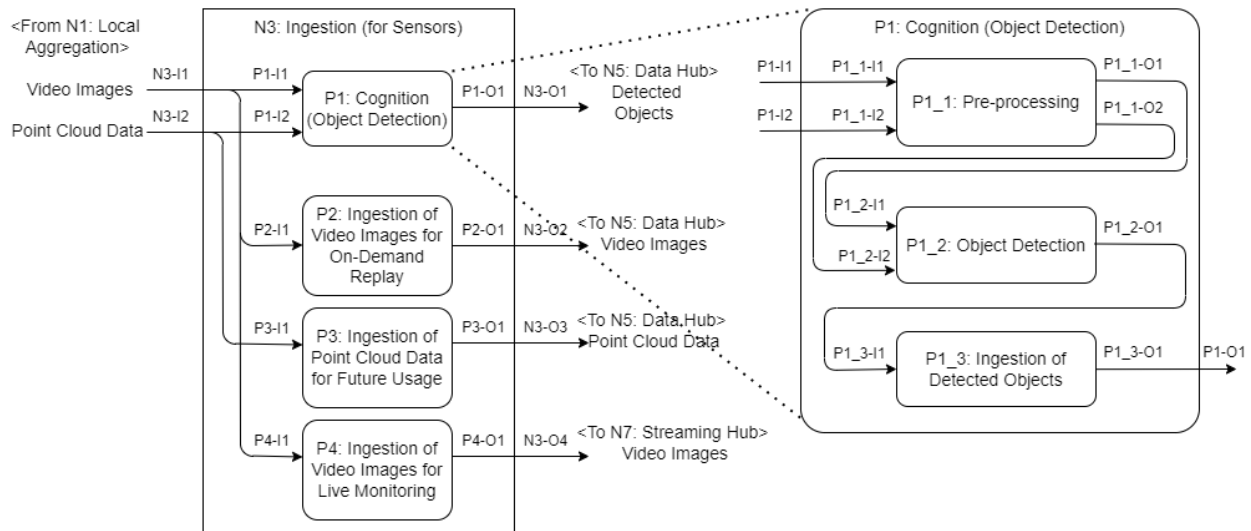 <From N1: Local
Aggregation>
Video Images
Point Cloud Data
N3-I1
N3-I2
N3: Ingestion (for Sensors)
P1-I1
P1-I2
P1: Cognition
(Object Detection)
P1-O1
N3-O1
<To N5: Data Hub>
Detected
Objects
P2-I1
P2: Ingestion of
Video Images for
On-Demand
Replay
P2-O1
N3-O2
<To N5: Data Hub>
Video Images
P3-I1
P3: Ingestion of
Point Cloud Data
for Future Usage
P3-O1
N3-O3
<To N5: Data Hub>
Point Cloud Data
P4-I1
P4: Ingestion of
Video Images for
Live Monitoring
P4-O1
N3-O4
<To N7: Streaming Hub>
Video Images
P1: Cognition (Object Detection)
P1-I1
P1_1-I1
P1-I2
P1_1-I2
P1_1: Pre-processing
P1_1-O1
P1_1-O2
P1_2-I1
P1_2-I2
P1_2: Object Detection
P1_2-O1
P1_3-I1
P1_3: Ingestion of
Detected Objects
P1_3-O1
P1-O1